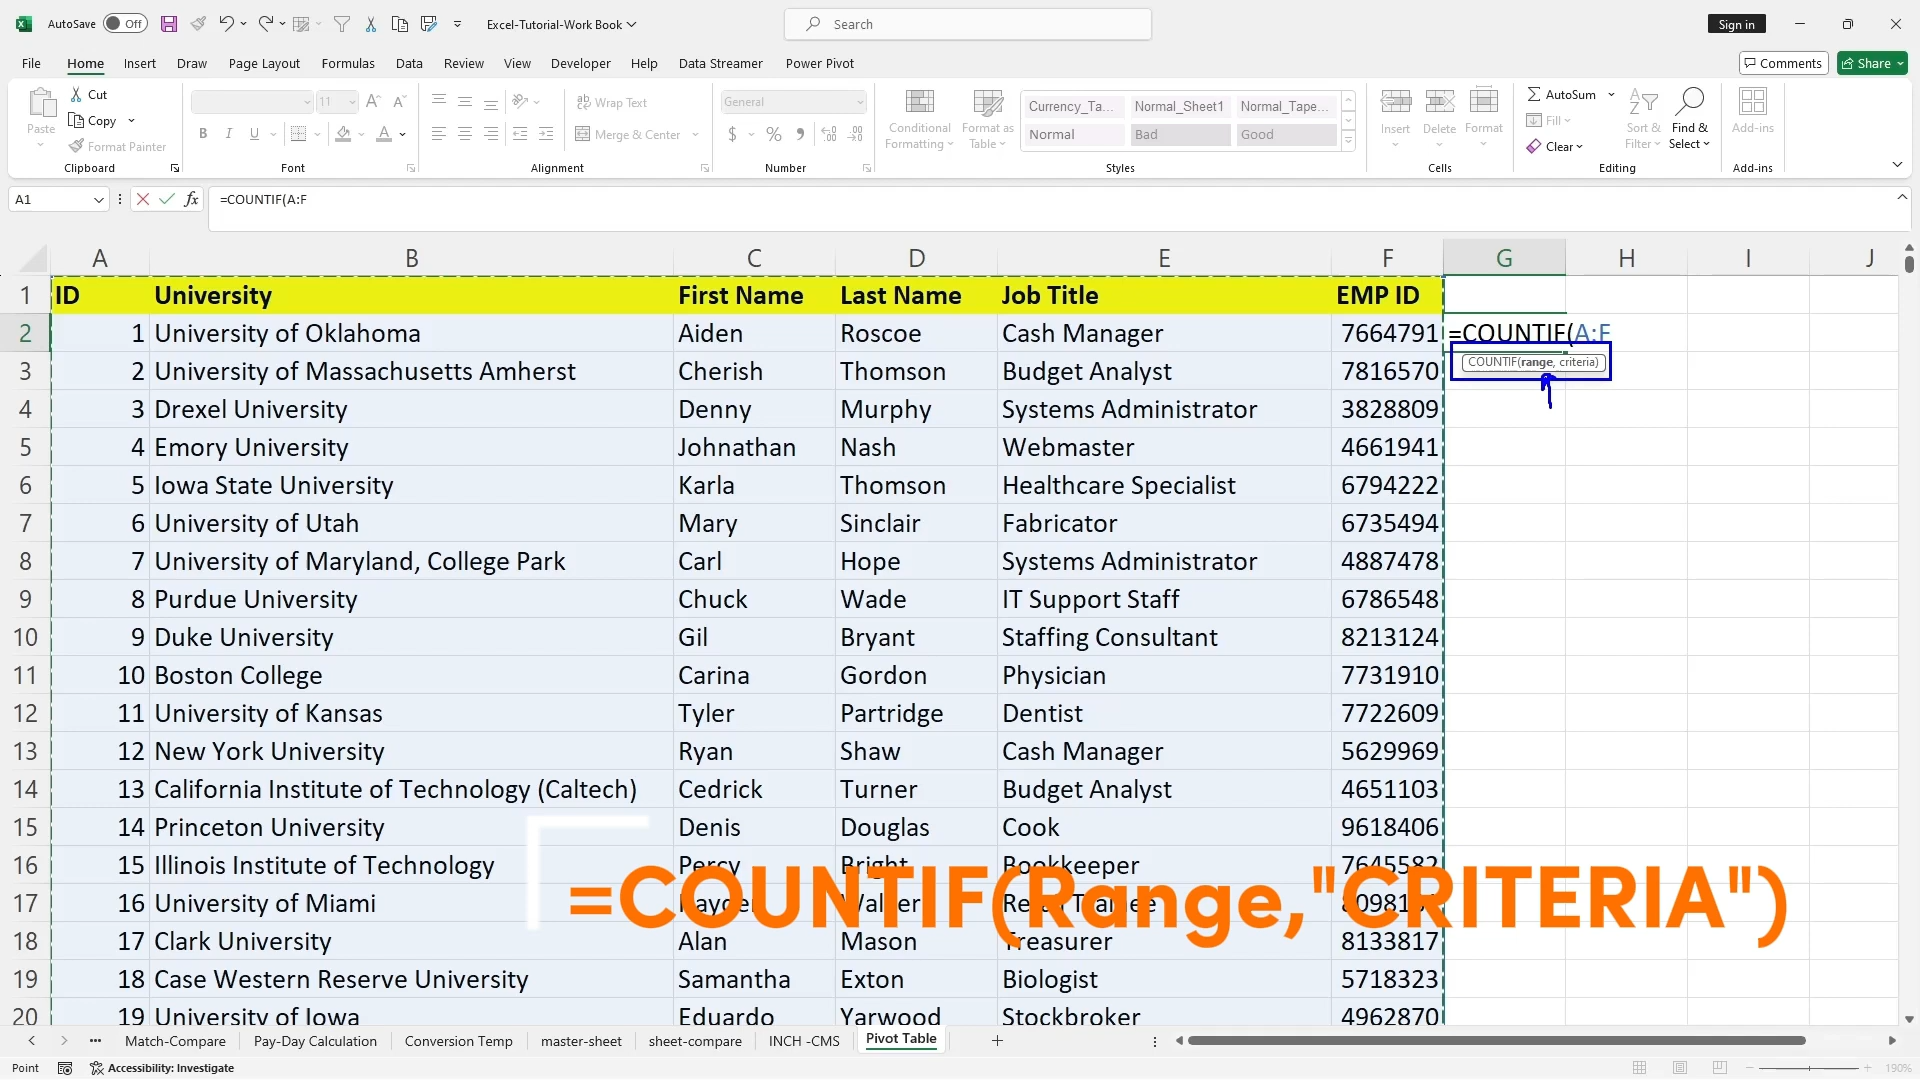 AutoSave Off Excel-Tutorial-Work Book Search Sign in
File Home Insert Draw Page Layout Formulas Data Review View Developer Help Data Streamer Power Pivot Comments Share
Paste Cut Copy Format Painter Clipboard
11 B I U Font
Wrap Text Merge & Center Alignment
General $ % , Number
Conditional Formatting Format as Table
Currency_Ta... Normal_Sheet1 Normal_Tape...
Normal Bad Good
Styles
Insert Delete Format Cells
AutoSum Fill Clear Sort & Filter Find & Select Editing
Add-ins Add-ins
A1 fx =COUNTIF(A:F
A B C D E F G H I J
1 ID University First Name Last Name Job Title EMP ID
2 1 University of Oklahoma Aiden Roscoe Cash Manager 7664791 =COUNTIF(A:F
COUNTIF(range, criteria)
3 2 University of Massachusetts Amherst Cherish Thomson Budget Analyst 7816570
4 3 Drexel University Denny Murphy Systems Administrator 3828809
5 4 Emory University Johnathan Nash Webmaster 4661941
6 5 Iowa State University Karla Thomson Healthcare Specialist 6794222
7 6 University of Utah Mary Sinclair Fabricator 6735494
8 7 University of Maryland, College Park Carl Hope Systems Administrator 4887478
9 8 Purdue University Chuck Wade IT Support Staff 6786548
10 9 Duke University Gil Bryant Staffing Consultant 8213124
11 10 Boston College Carina Gordon Physician 7731910
12 11 University of Kansas Tyler Partridge Dentist 7722609
13 12 New York University Ryan Shaw Cash Manager 5629969
14 13 California Institute of Technology (Caltech) Cedrick Turner Budget Analyst 4651103
15 14 Princeton University Denis Douglas Cook 9618406
16 15 Illinois Institute of Technology Percy Bright Bookkeeper 7645582
17 16 University of Miami
=COUNTIF(Range,"CRITERIA")
18 17 Clark University Alan Mason Treasurer 8133817
19 18 Case Western Reserve University Samantha Exton Biologist 5718323
20 19 University of Iowa Eduardo Yarwood Stockbroker 4962870
Match-Compare Pay-Day Calculation Conversion Temp master-sheet sheet-compare INCH -CMS Pivot Table
Point Accessibility: Investigate 190%